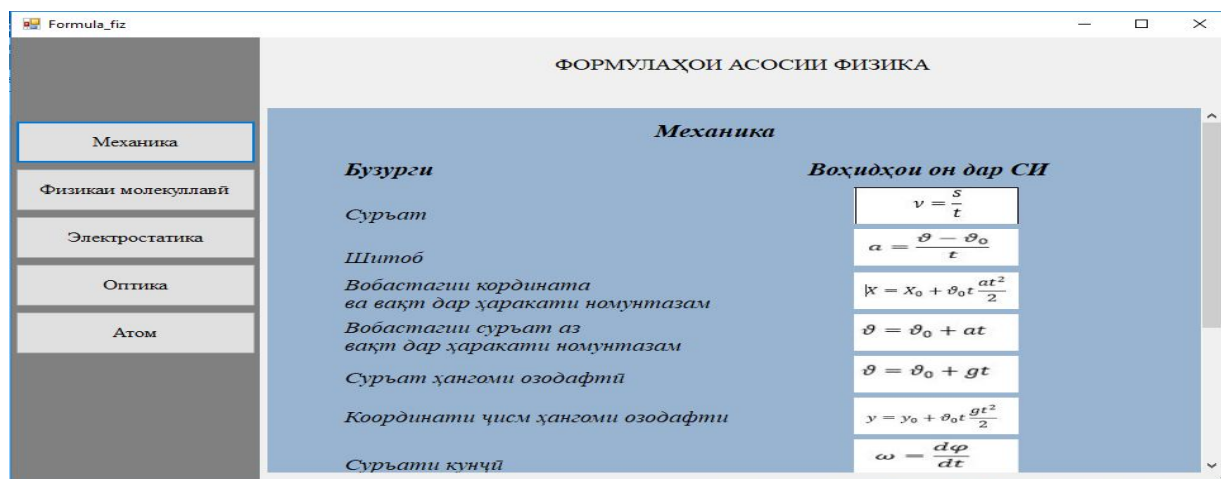 Formula_fiz
ФОРМУЛАҲОИ АСОСИИ ФИЗИКА
Механика
Физикаи молекуллавӣ
Электростатика
Оптика
Атом
Механика
Бузурги Воҳидҳои он дар СИ
Суръат v = s/t
Шитоб a = (ϑ − ϑ₀)/t
Вобастагии кордината
ва вақт дар ҳаракати номунтазам |x = x₀ + ϑ₀t at²/2
Вобастагии суръат аз
вақт дар ҳаракати номунтазам ϑ = ϑ₀ + at
Суръат ҳангоми озодафтӣ ϑ = ϑ₀ + gt
Координати ҷисм ҳангоми озодафти y = y₀ + ϑ₀t gt²/2
Суръати кунҷӣ ω = dφ/dt